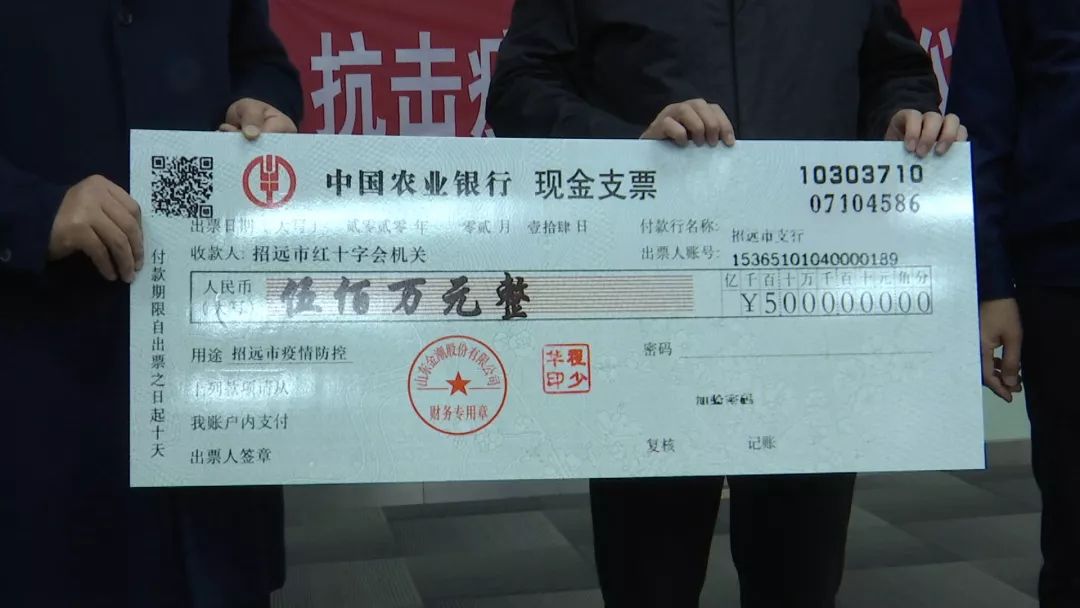 抗击疫
中国农业银行 现金支票
10303710
07104586
出票日期(大写) 贰零贰零年 零贰月 壹拾肆日
付款行名称: 招远市支行
收款人: 招远市红十字会机关
出票人账号: 15365101040000189
人民币
(大写)
伍佰万元整
亿千百十万千百十元角分
¥500000000
用途 招远市疫情防控
密码
下列款项请从
我账户内支付
出票人签章
山东金潮股份有限公司
财务专用章
翟少
华印
复核 记账
付款期限自出票之日起十天